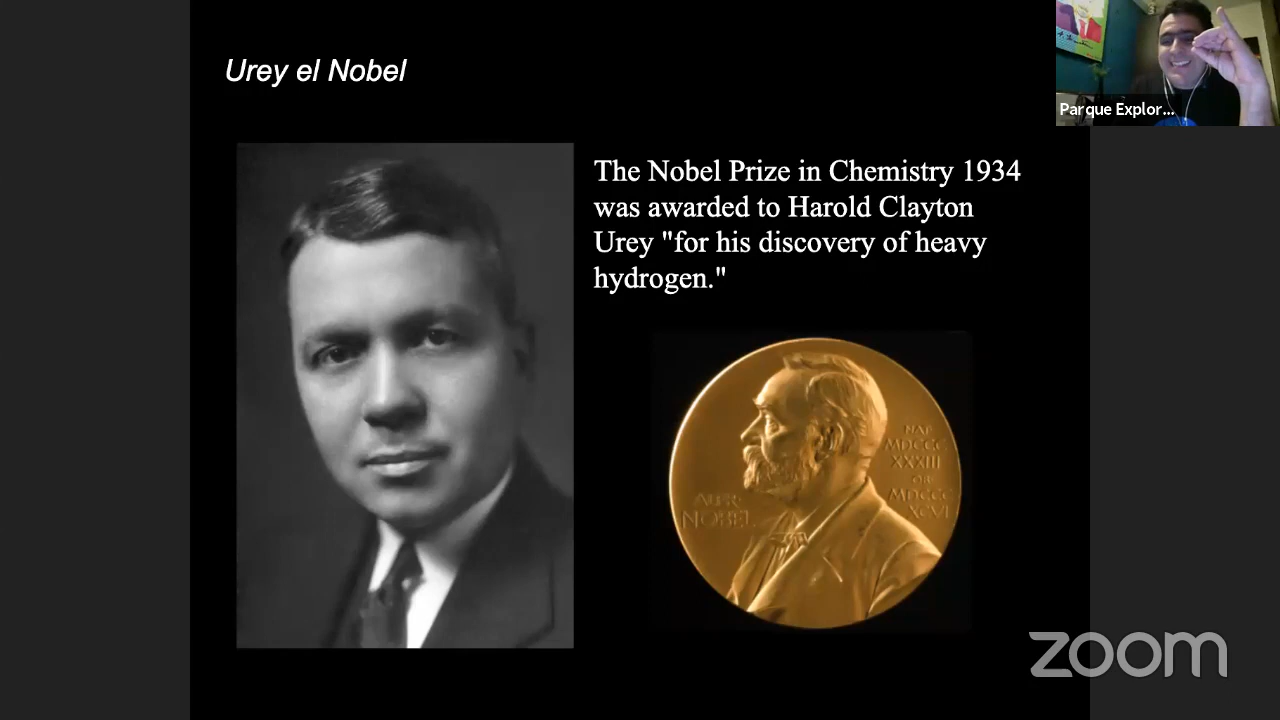 Urey el Nobel
Parque Explor...
The Nobel Prize in Chemistry 1934
was awarded to Harold Clayton
Urey "for his discovery of heavy
hydrogen."
NAT
MDCCC
XXXIII
OB
MDCCC
XCVI
ALFR
NOBEL
zoom